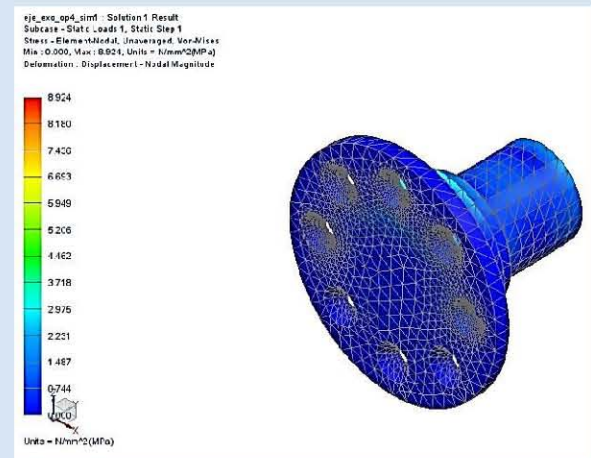 eje_exo_op4_sim1 : Solution 1 Result
Subcase - Static Loads 1, Static Step 1
Stress - Element-Nodal, Unaveraged, Von-Mises
Min : 0.000, Max : 8.924, Units = N/mm^2(MPa)
Deformation : Displacement - Nodal Magnitude
8.924
8.180
7.436
6.693
5.949
5.206
4.462
3.718
2.975
2.231
1.487
0.744
0.000
X
Units = N/mm^2(MPa)